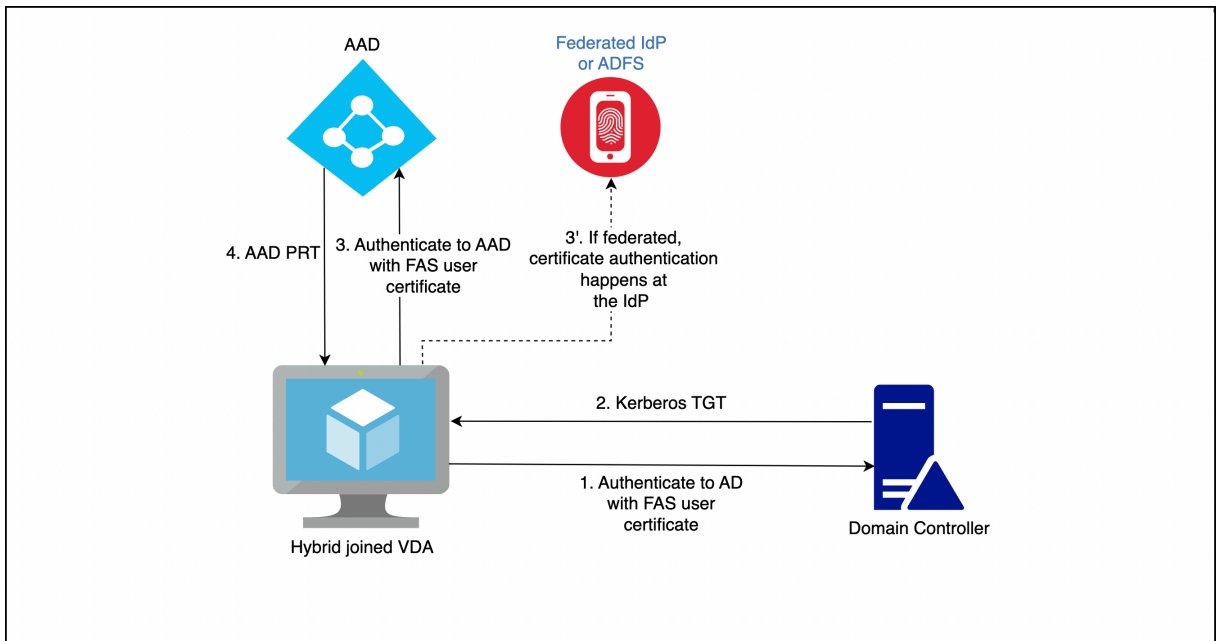 AAD
Federated IdP
or ADFS
4. AAD PRT
3. Authenticate to AAD
with FAS user
certificate
3'. If federated,
certificate authentication
happens at
the IdP
2. Kerberos TGT
1. Authenticate to AD
with FAS user
certificate
Hybrid joined VDA
Domain Controller